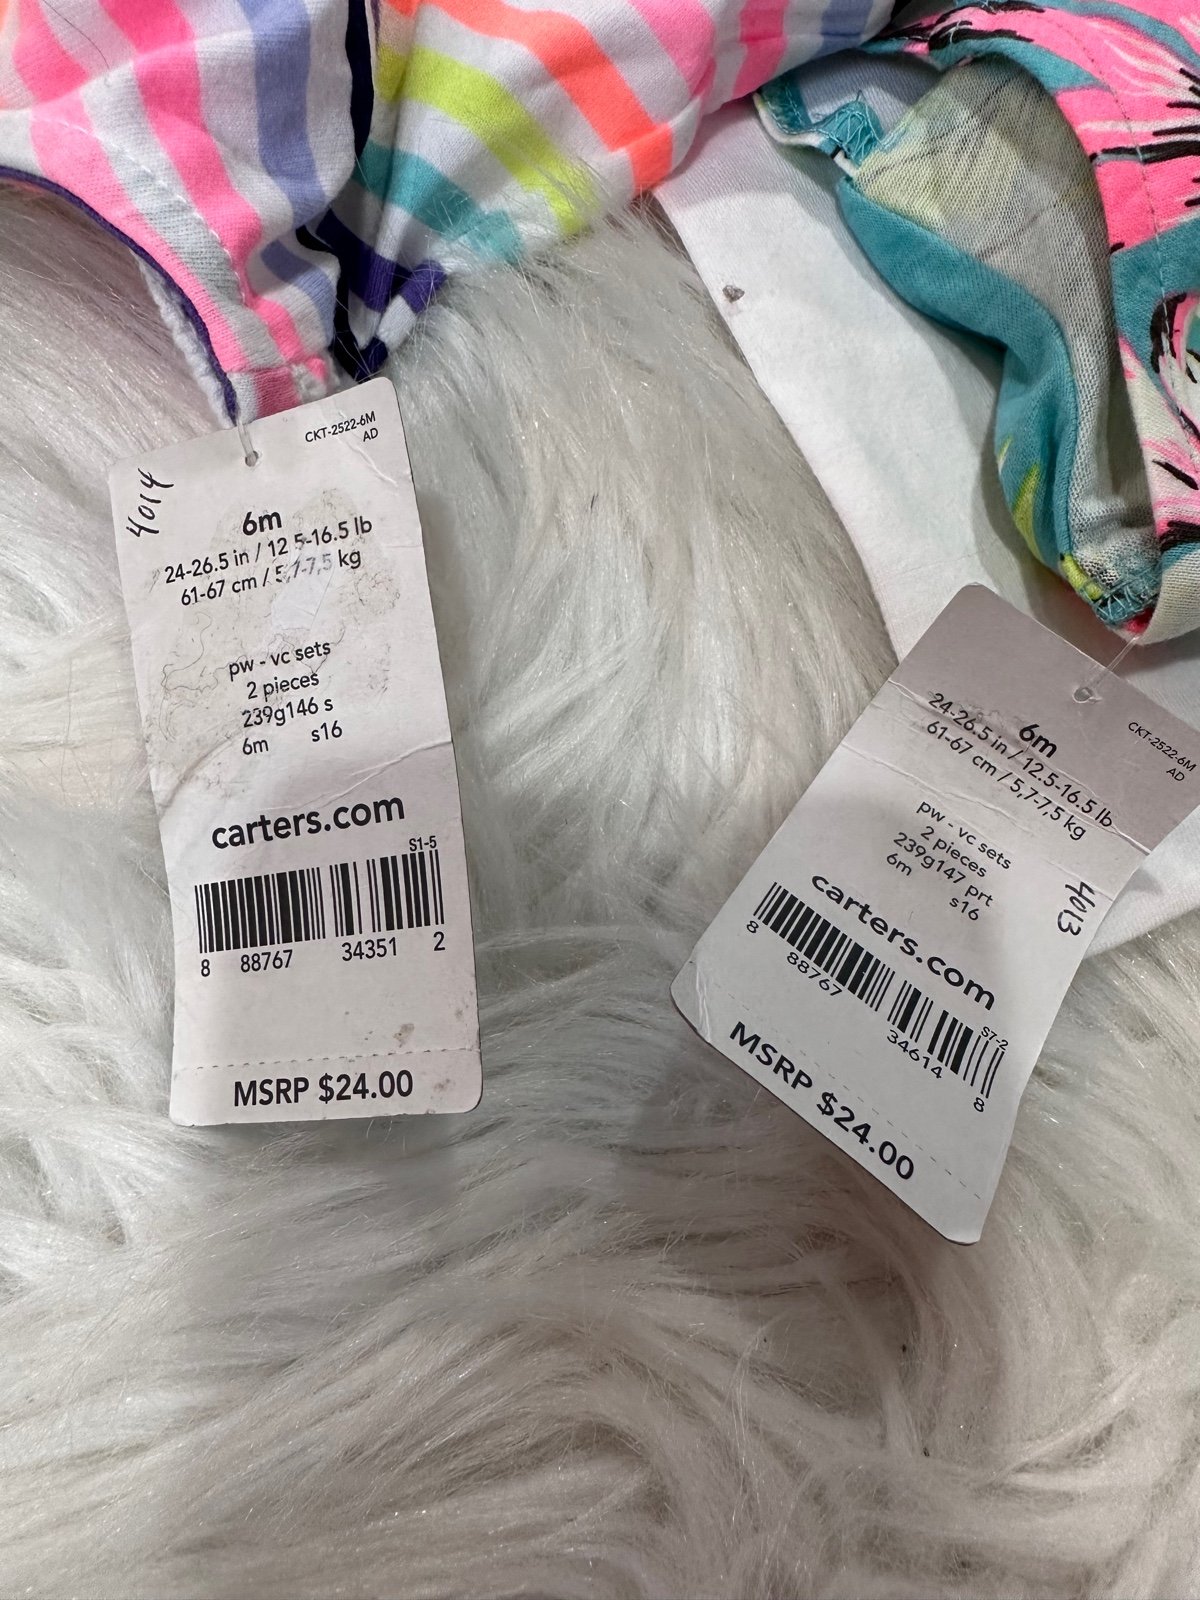 CKT-2522-6M
AD
4014
6m
24-26.5 in / 12.5-16.5 lb
61-67 cm / 5,7-7,5 kg
pw - vc sets
2 pieces
239g146 s
6m s16
carters.com
S1-5
8 88767 34351 2
MSRP $24.00
CKT-2522-6M
AD
6m
24-26.5 in / 12.5-16.5 lb
61-67 cm / 5,7-7,5 kg
pw - vc sets
2 pieces
239g147 prt
6m s16
4013
carters.com
S7-2
8 88767 34614 8
MSRP $24.00